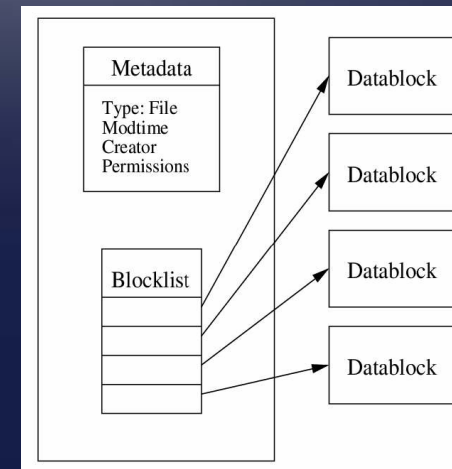 Metadata
Type: File
Modtime
Creator
Permissions
Blocklist
Datablock
Datablock
Datablock
Datablock